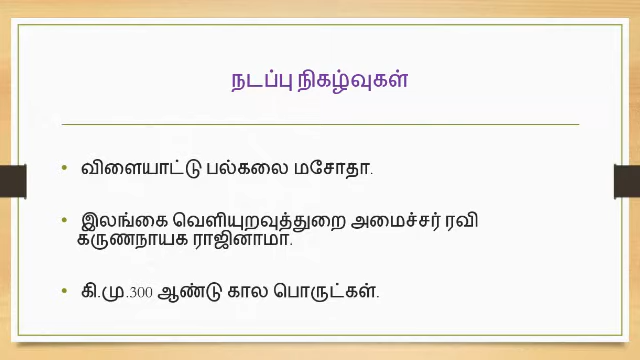 நடப்பு நிகழ்வுகள்
• விளையாட்டு பல்கலை மசோதா.
• இலங்கை வெளியுறவுத்துறை அமைச்சர் ரவி
கருணநாயக ராஜினாமா.
• கி.மு.300 ஆண்டு கால பொருட்கள்.